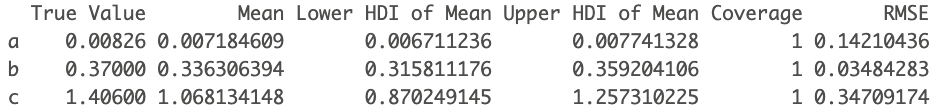 True Value Mean Lower HDI of Mean Upper HDI of Mean Coverage RMSE
a 0.00826 0.007184609 0.006711236 0.007741328 1 0.14210436
b 0.37000 0.336306394 0.315811176 0.359204106 1 0.03484283
c 1.40600 1.068134148 0.870249145 1.257310225 1 0.34709174